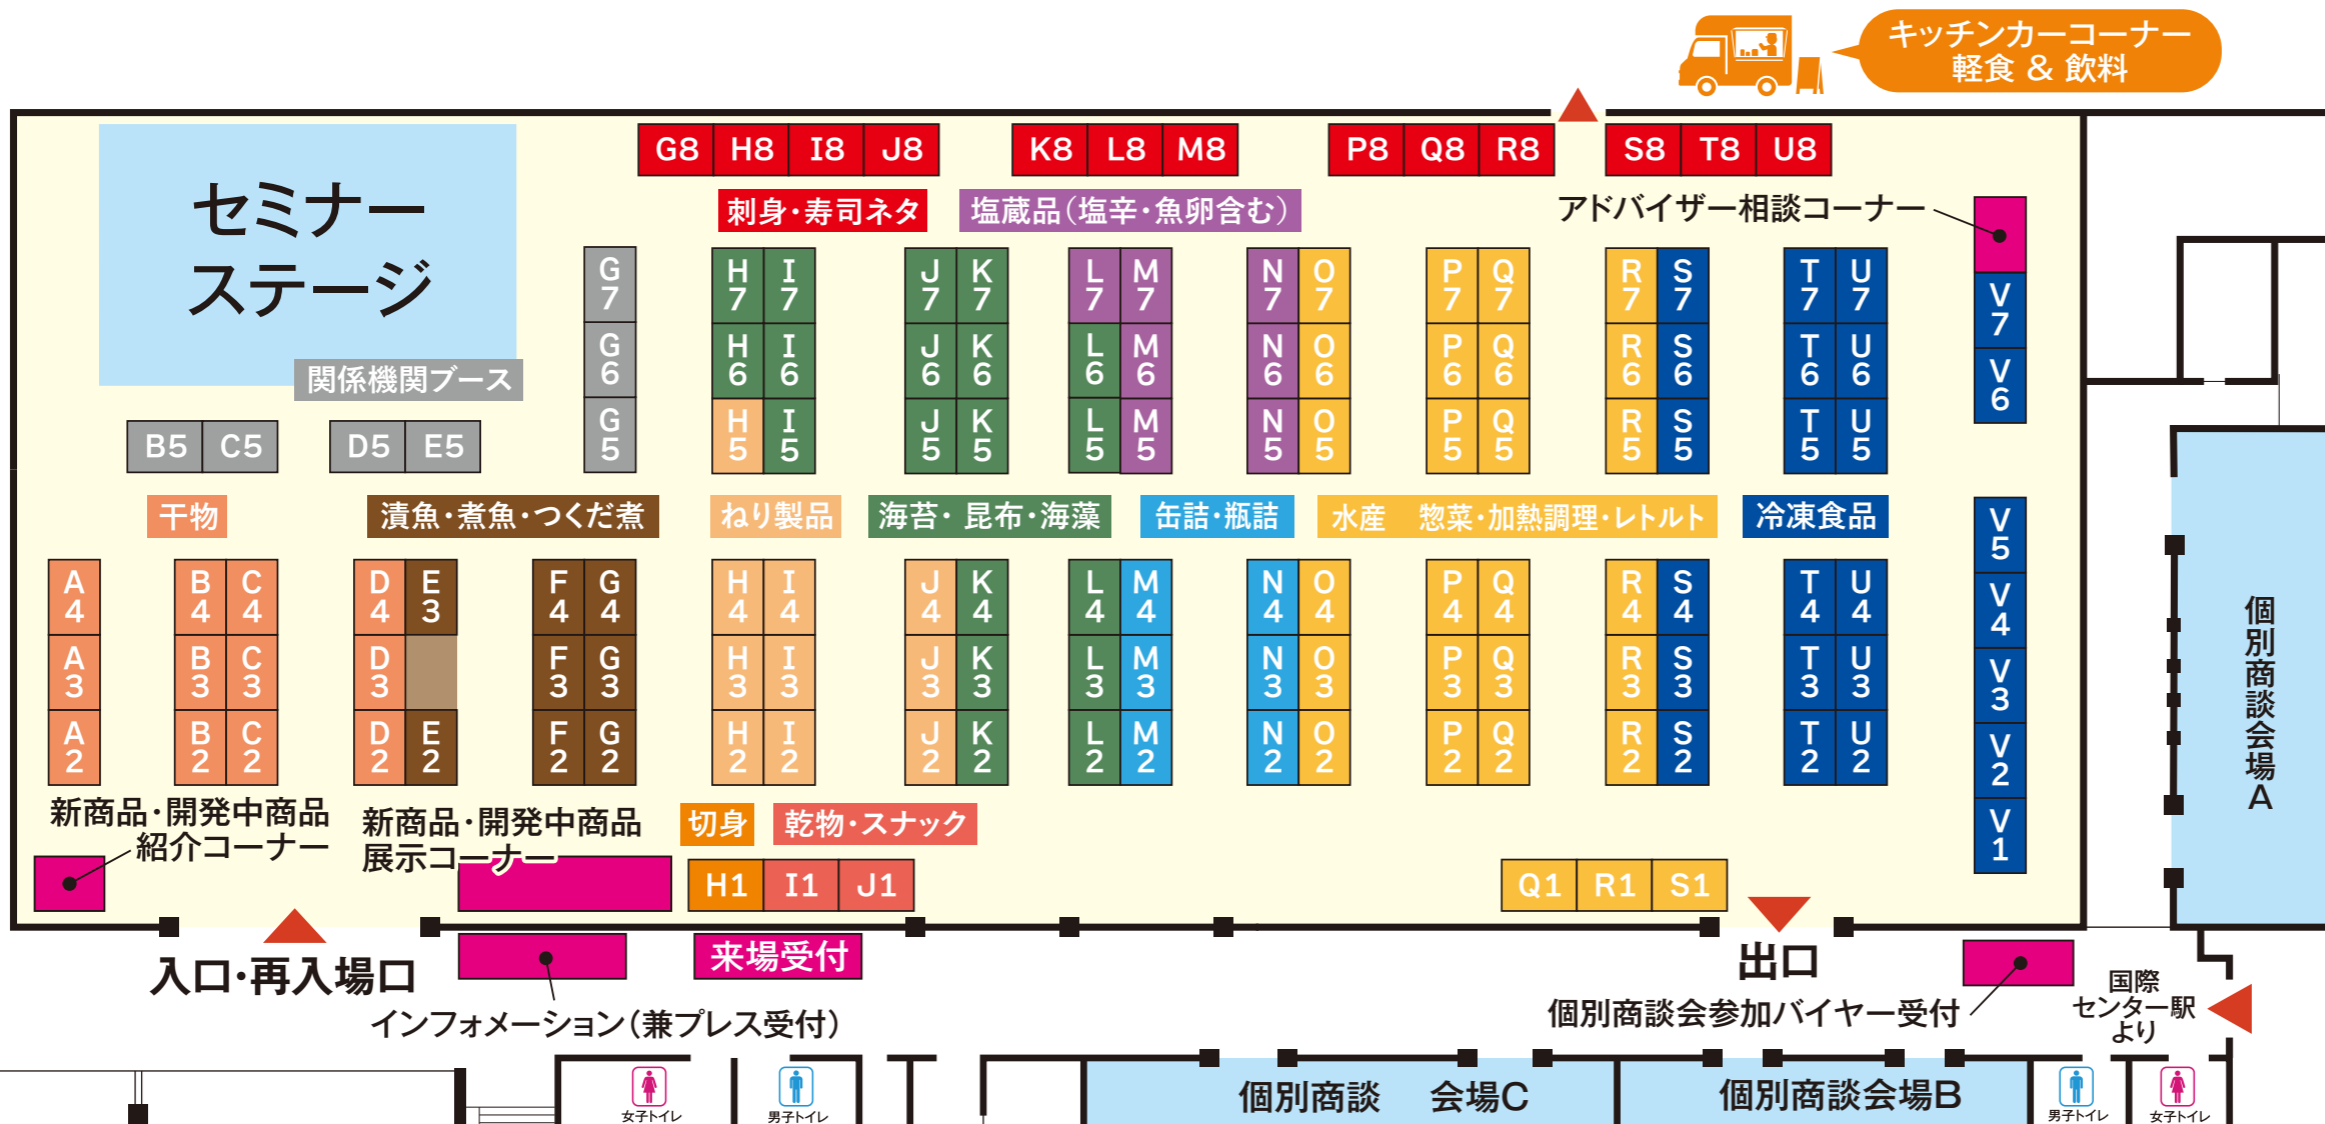 キッチンカーコーナー
軽食 & 飲料
セミナー
ステージ
G8 H8 I8 J8
K8 L8 M8
P8 Q8 R8
S8 T8 U8
刺身・寿司ネタ
塩蔵品(塩辛・魚卵含む)
アドバイザー相談コーナー
関係機関ブース
G7 H7 I7 J7 K7 L7 M7 N7 O7 P7 Q7 R7 S7 T7 U7 V7
G6 H6 I6 J6 K6 L6 M6 N6 O6 P6 Q6 R6 S6 T6 U6 V6
G5 H5 I5 J5 K5 L5 M5 N5 O5 P5 Q5 R5 S5 T5 U5
B5 C5 D5 E5
干物
漬魚・煮魚・つくだ煮
ねり製品
海苔・昆布・海藻
缶詰・瓶詰
水産 惣菜・加熱調理・レトルト
冷凍食品
V5
A4 B4 C4 D4 E3 F4 G4 H4 I4 J4 K4 L4 M4 N4 O4 P4 Q4 R4 S4 T4 U4 V4
A3 B3 C3 D3 F3 G3 H3 I3 J3 K3 L3 M3 N3 O3 P3 Q3 R3 S3 T3 U3 V3
A2 B2 C2 D2 E2 F2 G2 H2 I2 J2 K2 L2 M2 N2 O2 P2 Q2 R2 S2 T2 U2 V2
V1
個別商談会場A
新商品・開発中商品
紹介コーナー
新商品・開発中商品
展示コーナー
切身
乾物・スナック
H1 I1 J1
Q1 R1 S1
入口・再入場口
来場受付
出口
インフォメーション(兼プレス受付)
個別商談会参加バイヤー受付
国際
センター駅
より
女子トイレ
男子トイレ
個別商談 会場C
個別商談会場B
男子トイレ
女子トイレ